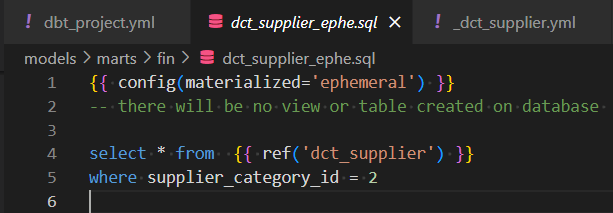 dbt_project.yml dct_supplier_ephe.sql _dct_supplier.yml
models > marts > fin > dct_supplier_ephe.sql
1 {{ config(materialized='ephemeral') }}
2 -- there will be no view or table created on database
3
4 select * from  {{ ref('dct_supplier') }}
5 where supplier_category_id = 2
6